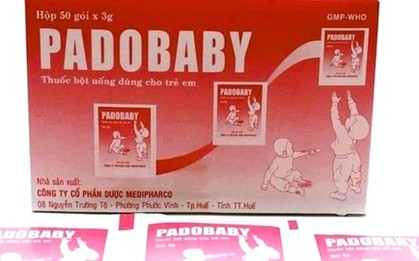 Hộp 50 gói x 3g
GMP-WHO
PADOBABY
Thuốc bột uống dùng cho trẻ em
PADOBABY
PADOBABY
PADOBABY
Nhà sản xuất:
CÔNG TY CỔ PHẦN DƯỢC MEDIPHARCO
08 Nguyễn Trường Tộ - Phường Phước Vĩnh - Tp.Huế - Tỉnh TT.Huế
PADOBABY
PADOBABY
PADOBABY